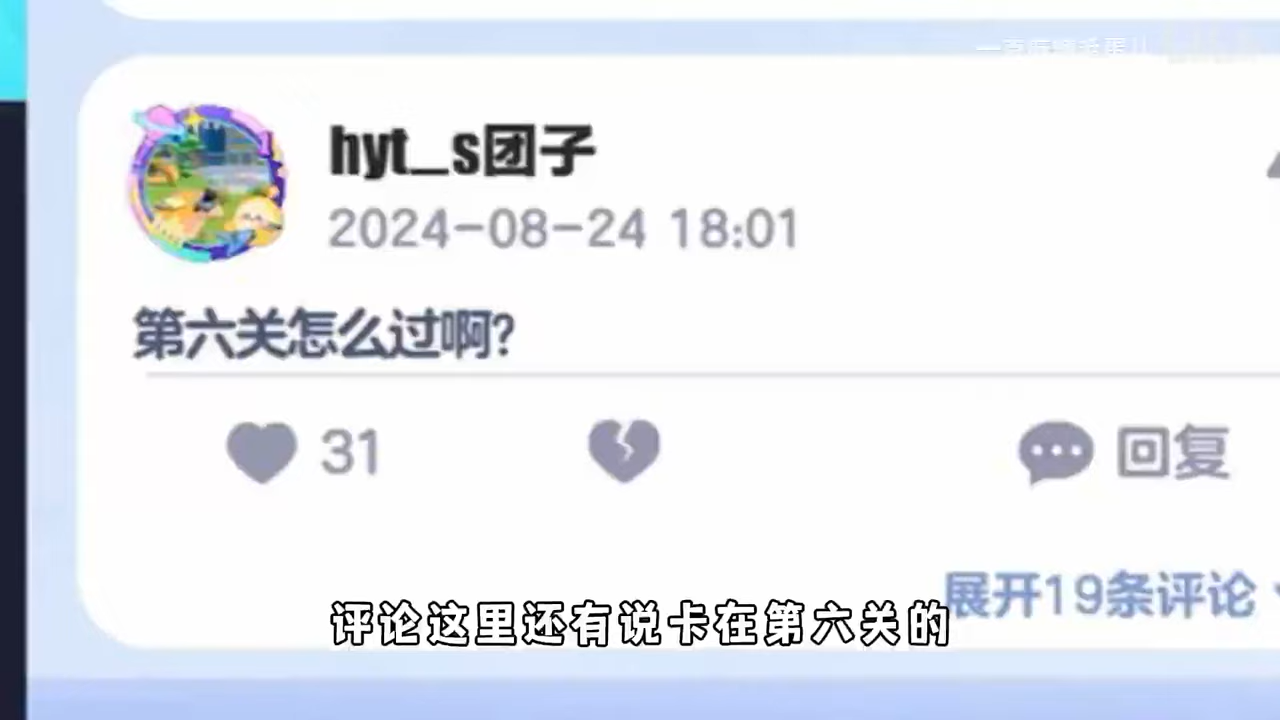 hyt_s团子
2024-08-24 18:01
第六关怎么过啊?
31
回复
展开19条评论
评论这里还有说卡在第六关的